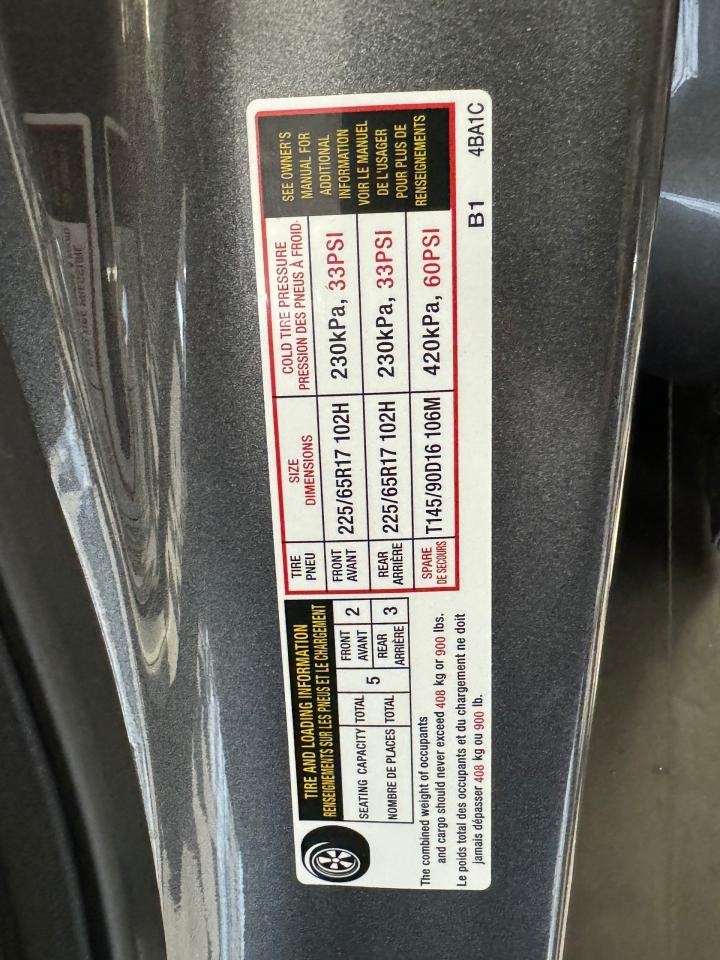 TIRE AND LOADING INFORMATION
RENSEIGNEMENTS SUR LES PNEUS ET LE CHARGEMENT
SEATING CAPACITY TOTAL 5 FRONT 2
AVANT
NOMBRE DE PLACES TOTAL REAR 3
ARRIÈRE
The combined weight of occupants
and cargo should never exceed 408 kg or 900 lbs.
Le poids total des occupants et du chargement ne doit
jamais dépasser 408 kg ou 900 lb.
TIRE SIZE COLD TIRE PRESSURE
PNEU DIMENSIONS PRESSION DES PNEUS À FROID
FRONT 225/65R17 102H 230kPa, 33PSI
AVANT
REAR 225/65R17 102H 230kPa, 33PSI
ARRIÈRE
SPARE T145/90D16 106M 420kPa, 60PSI
DE SECOURS
SEE OWNER'S
MANUAL FOR
ADDITIONAL
INFORMATION
VOIR LE MANUEL
DE L'USAGER
POUR PLUS DE
RENSEIGNEMENTS
B1 4BA1C